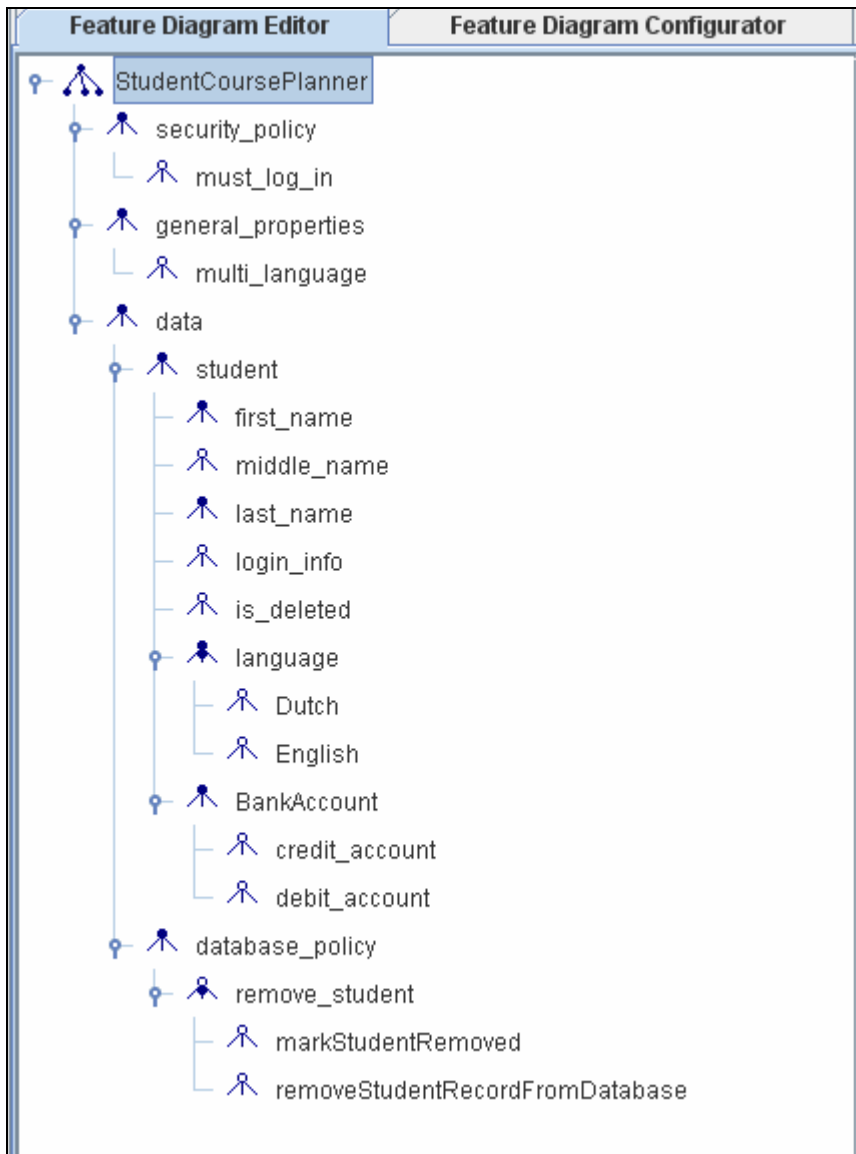 Feature Diagram Editor Feature Diagram Configurator
StudentCoursePlanner
security_policy
must_log_in
general_properties
multi_language
data
student
first_name
middle_name
last_name
login_info
is_deleted
language
Dutch
English
BankAccount
credit_account
debit_account
database_policy
remove_student
markStudentRemoved
removeStudentRecordFromDatabase